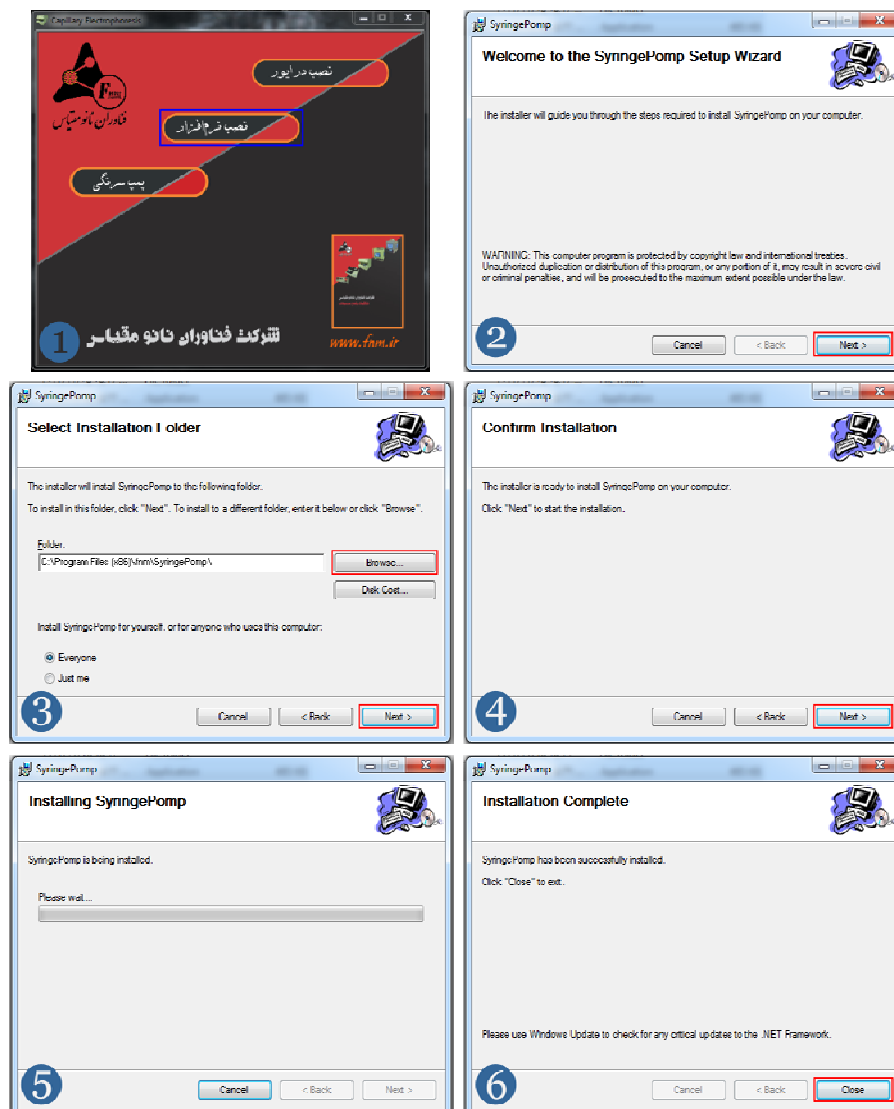 Capillary Electrophoresis
نصب درایور
FNM
فناوران نانومقیاس
نصب نرم افزار
پمپ سرنگی
www.fnm.ir
شرکت فناوران نانو مقیاس
1
SyringePomp
Welcome to the SyringePomp Setup Wizard
The installer will guide you through the steps required to install SyringePomp on your computer.
WARNING: This computer program is protected by copyright law and international treaties.
Unauthorized duplication or distribution of this program, or any portion of it, may result in severe civil
or criminal penalties, and will be prosecuted to the maximum extent possible under the law.
2
Cancel
< Back
Next >
SyringePomp
Select Installation Folder
The installer will install SyringePomp to the following folder.
To install in this folder, click "Next". To install to a different folder, enter it below or click "Browse".
Folder:
C:\Program Files (x86)\fnm\SyringePomp\
Browse...
Disk Cost...
Install SyringePomp for yourself, or for anyone who uses this computer:
Everyone
Just me
3
Cancel
< Back
Next >
SyringePomp
Confirm Installation
The installer is ready to install SyringePomp on your computer.
Click "Next" to start the installation.
4
Cancel
< Back
Next >
SyringePomp
Installing SyringePomp
SyringePomp is being installed.
Please wait...
5
Cancel
< Back
Next >
SyringePomp
Installation Complete
SyringePomp has been successfully installed.
Click "Close" to exit.
Please use Windows Update to check for any critical updates to the .NET Framework.
6
Cancel
< Back
Close